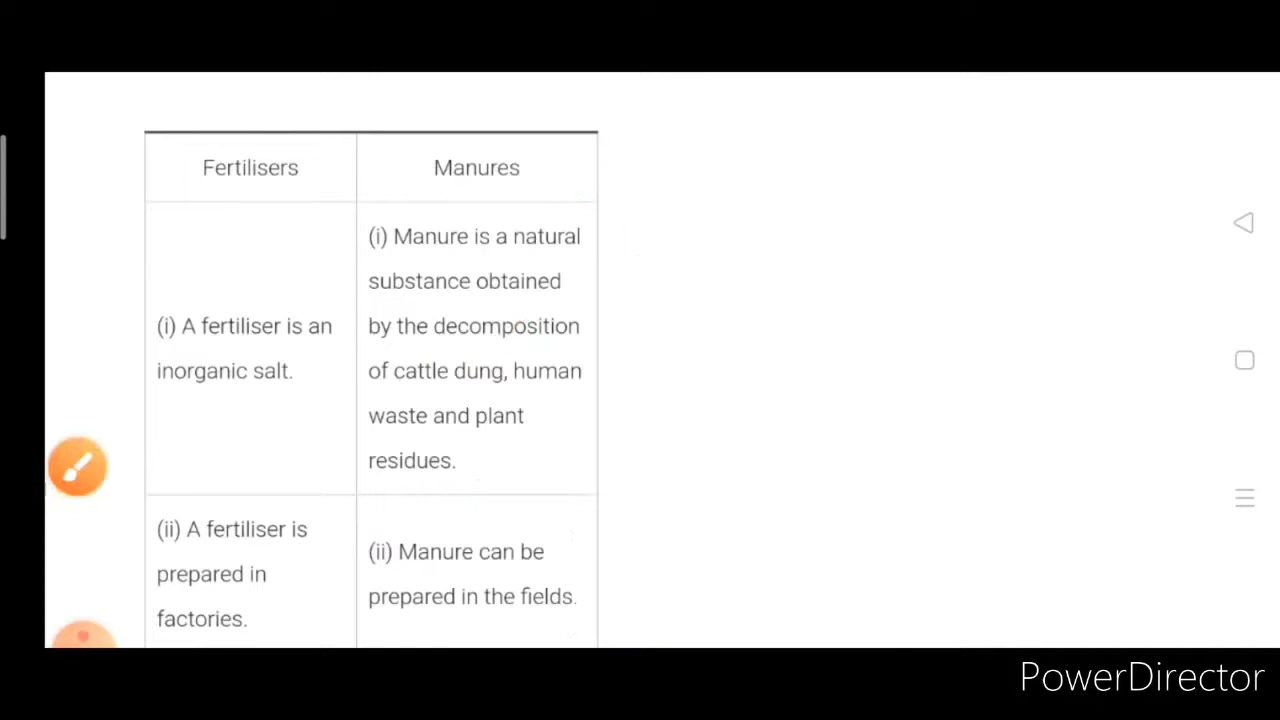 Fertilisers
Manures
(i) A fertiliser is an
inorganic salt.
(i) Manure is a natural
substance obtained
by the decomposition
of cattle dung, human
waste and plant
residues.
(ii) A fertiliser is
prepared in
factories.
(ii) Manure can be
prepared in the fields.
PowerDirector